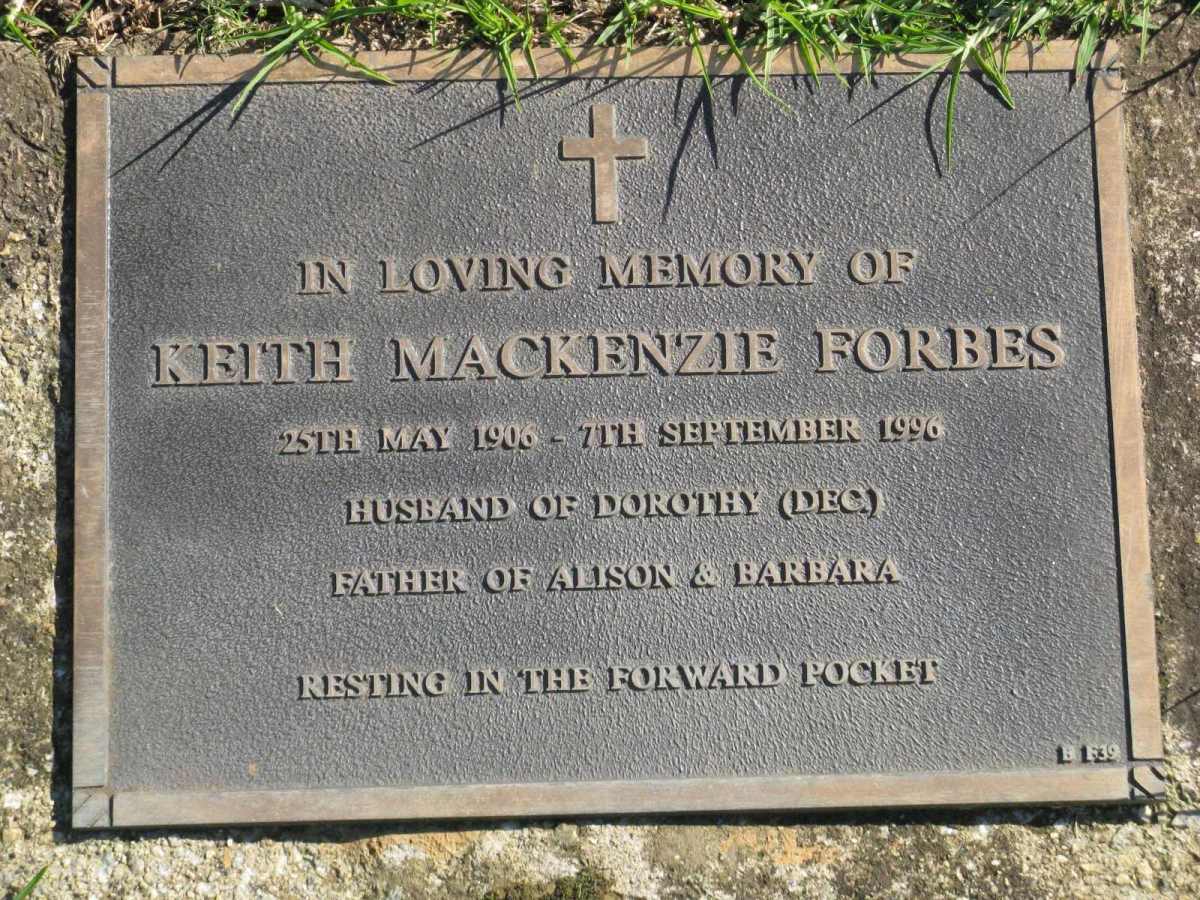 IN LOVING MEMORY OF
KEITH MACKENZIE FORBES
25TH MAY 1906 - 7TH SEPTEMBER 1996
HUSBAND OF DOROTHY (DEC)
FATHER OF ALISON & BARBARA
RESTING IN THE FORWARD POCKET
B F39